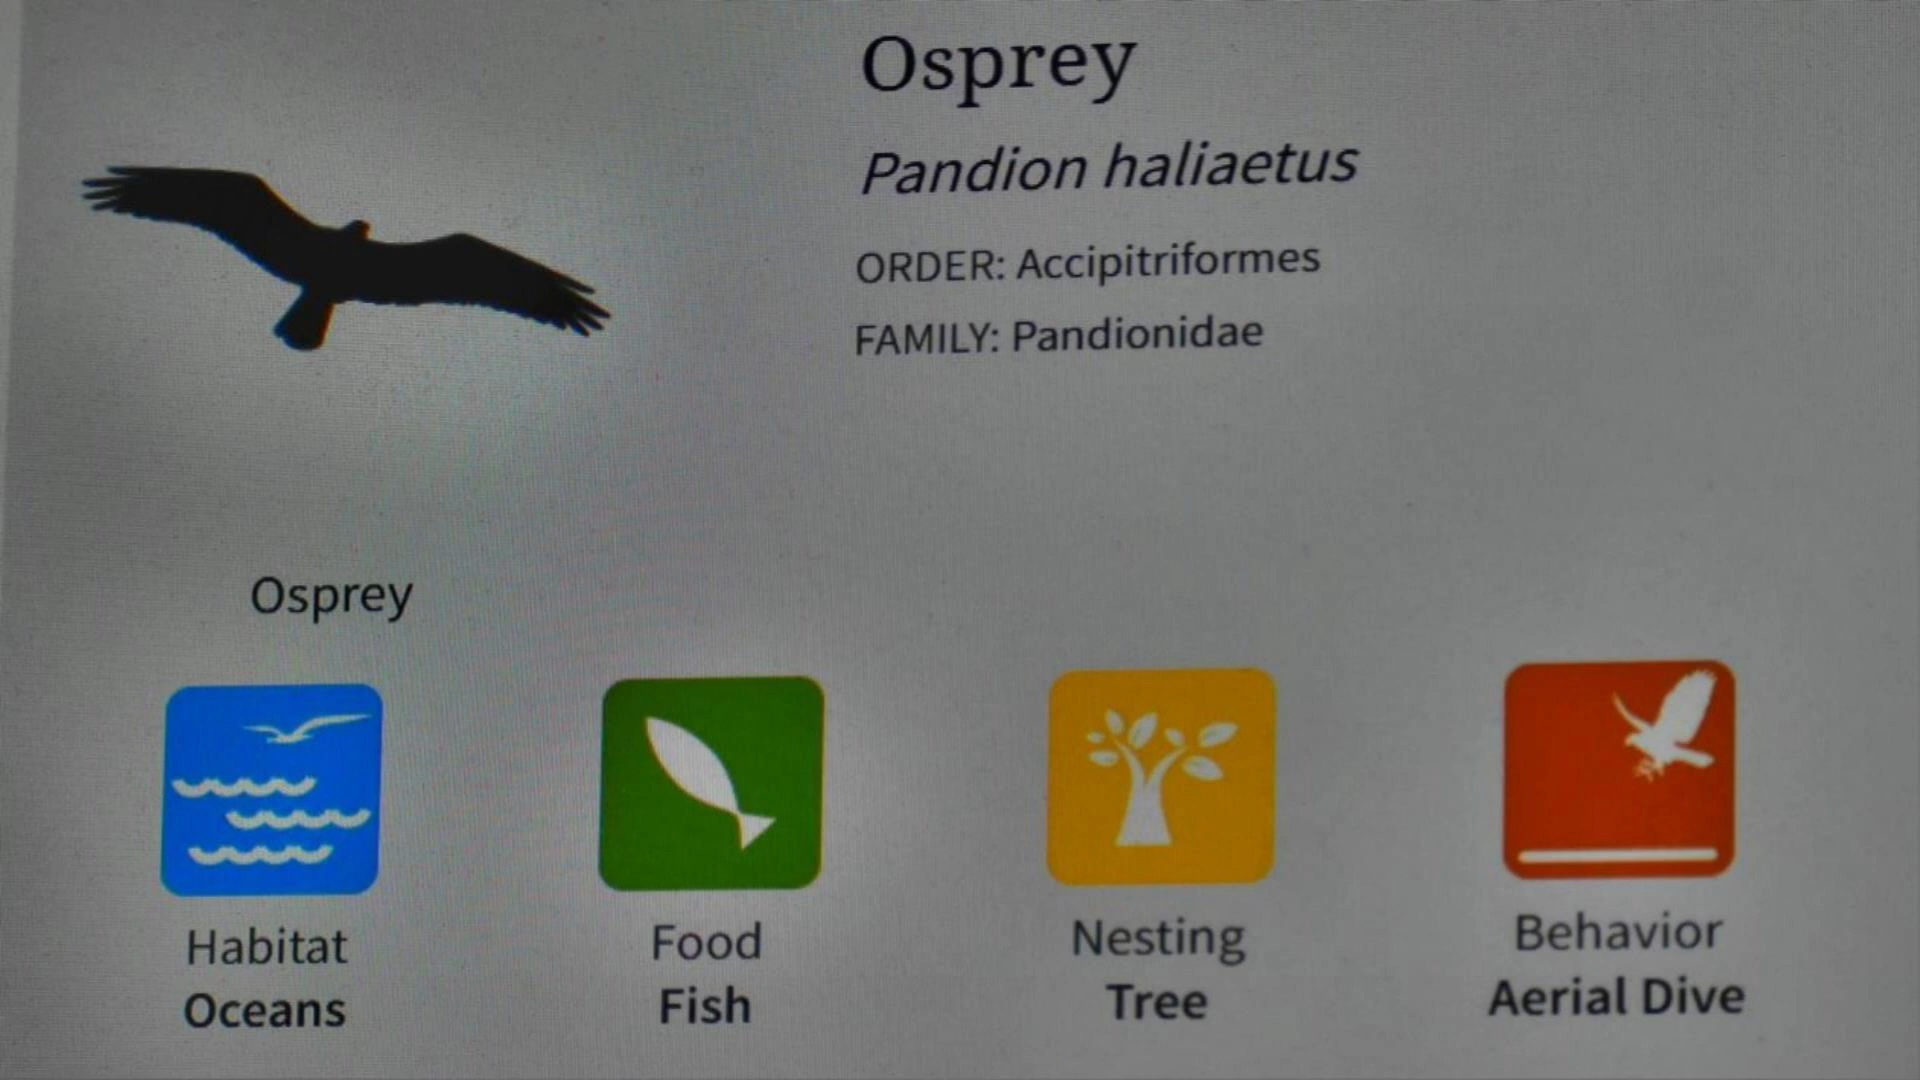 Osprey
Pandion haliaetus
ORDER: Accipitriformes
FAMILY: Pandionidae
Osprey
Habitat
Oceans
Food
Fish
Nesting
Tree
Behavior
Aerial Dive